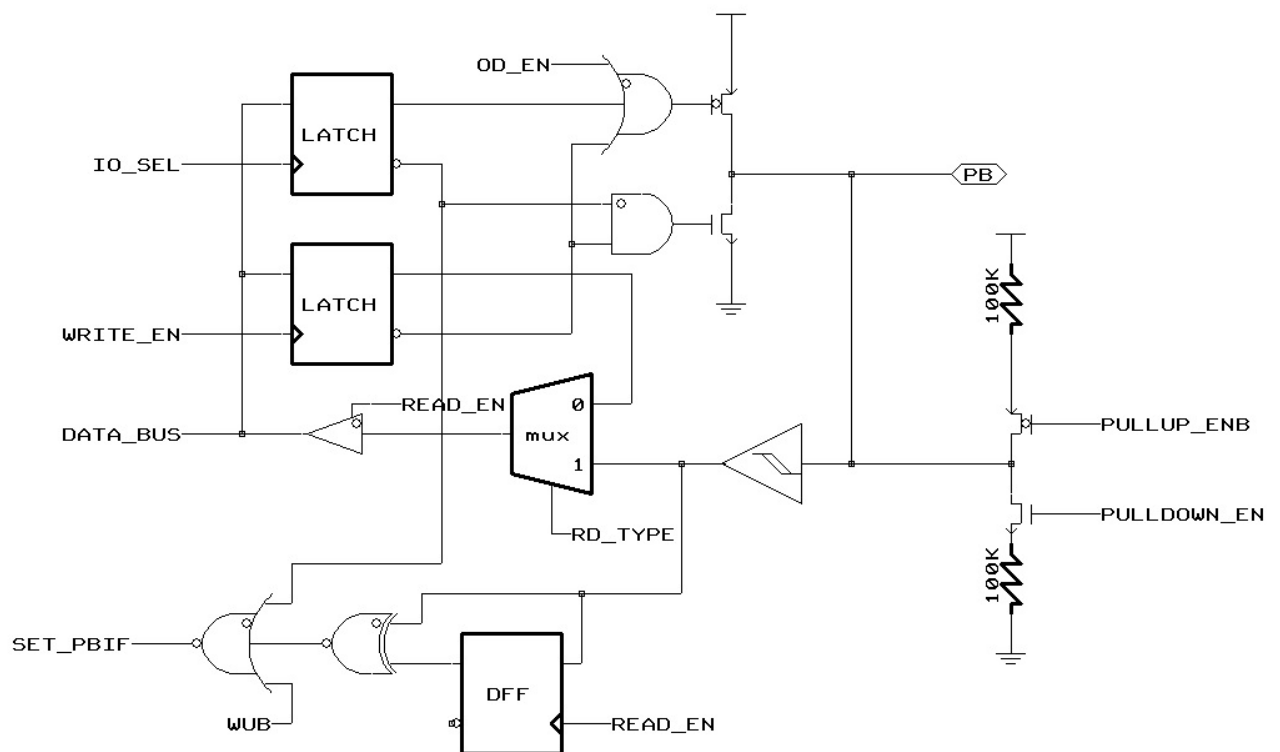 OD_EN
LATCH
IO_SEL
PB
LATCH
100K
WRITE_EN
READ_EN
0
DATA_BUS
mux
PULLUP_ENB
1
PULLDOWN_EN
RD_TYPE
100K
SET_PBIF
DFF
WUB
READ_EN